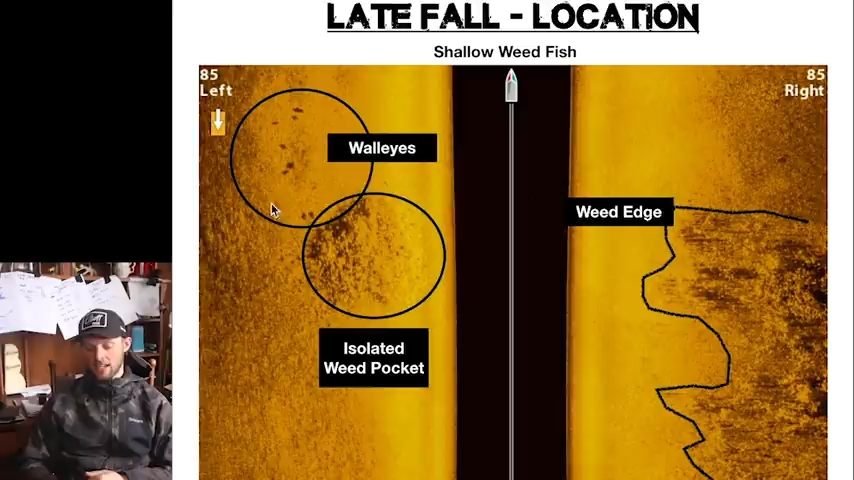 LATE FALL - LOCATION
Shallow Weed Fish
85
Left
85
Right
Walleyes
Weed Edge
Isolated
Weed Pocket